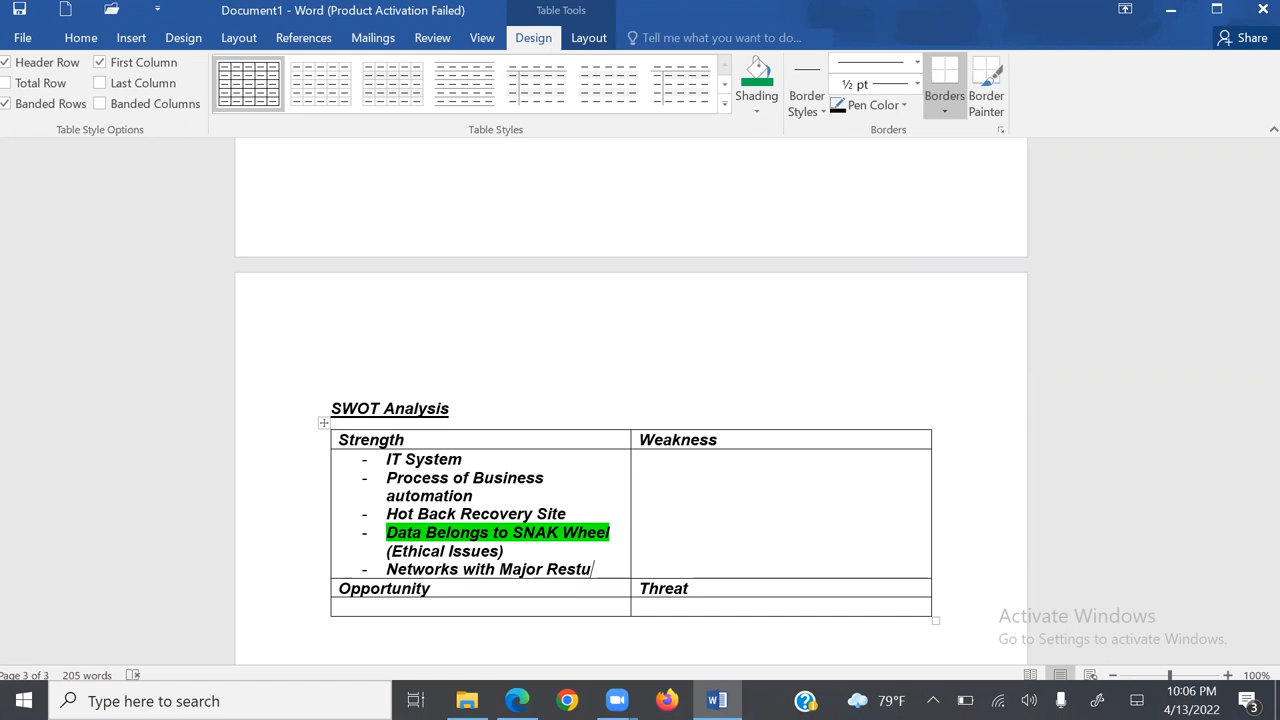 Document1 - Word (Product Activation Failed)
Table Tools
File Home Insert Design Layout References Mailings Review View Design Layout Tell me what you want to do... Share
Header Row First Column
Total Row Last Column
Banded Rows Banded Columns
Table Style Options
Table Styles
Shading
Border Styles
½ pt
Pen Color
Borders
Border Painter
Borders
SWOT Analysis
Strength Weakness
- IT System
- Process of Business
automation
- Hot Back Recovery Site
- Data Belongs to SNAK Wheel
(Ethical Issues)
- Networks with Major Restu
Opportunity Threat
Activate Windows
Go to Settings to activate Windows.
Page 3 of 3 205 words 100%
Type here to search
79°F
10:06 PM
4/13/2022
3